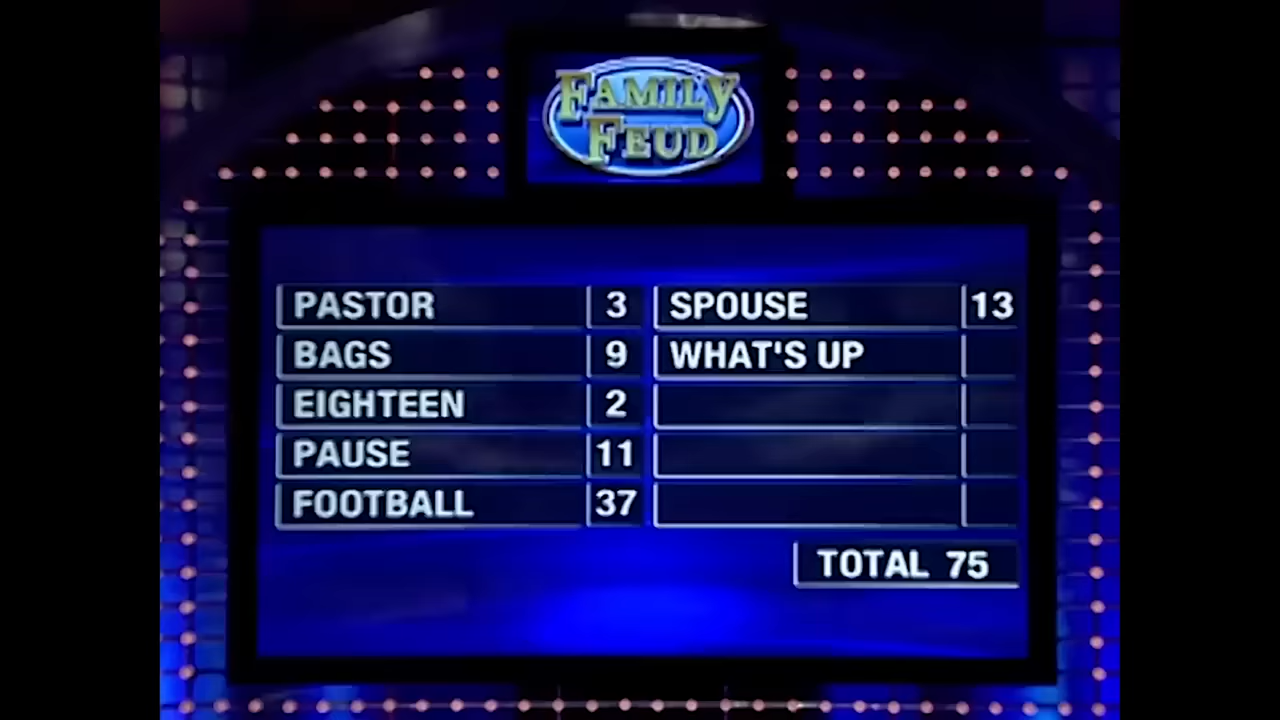 FAMILY
FEUD
PASTOR 3
BAGS 9
EIGHTEEN 2
PAUSE 11
FOOTBALL 37
SPOUSE 13
WHAT'S UP
TOTAL 75